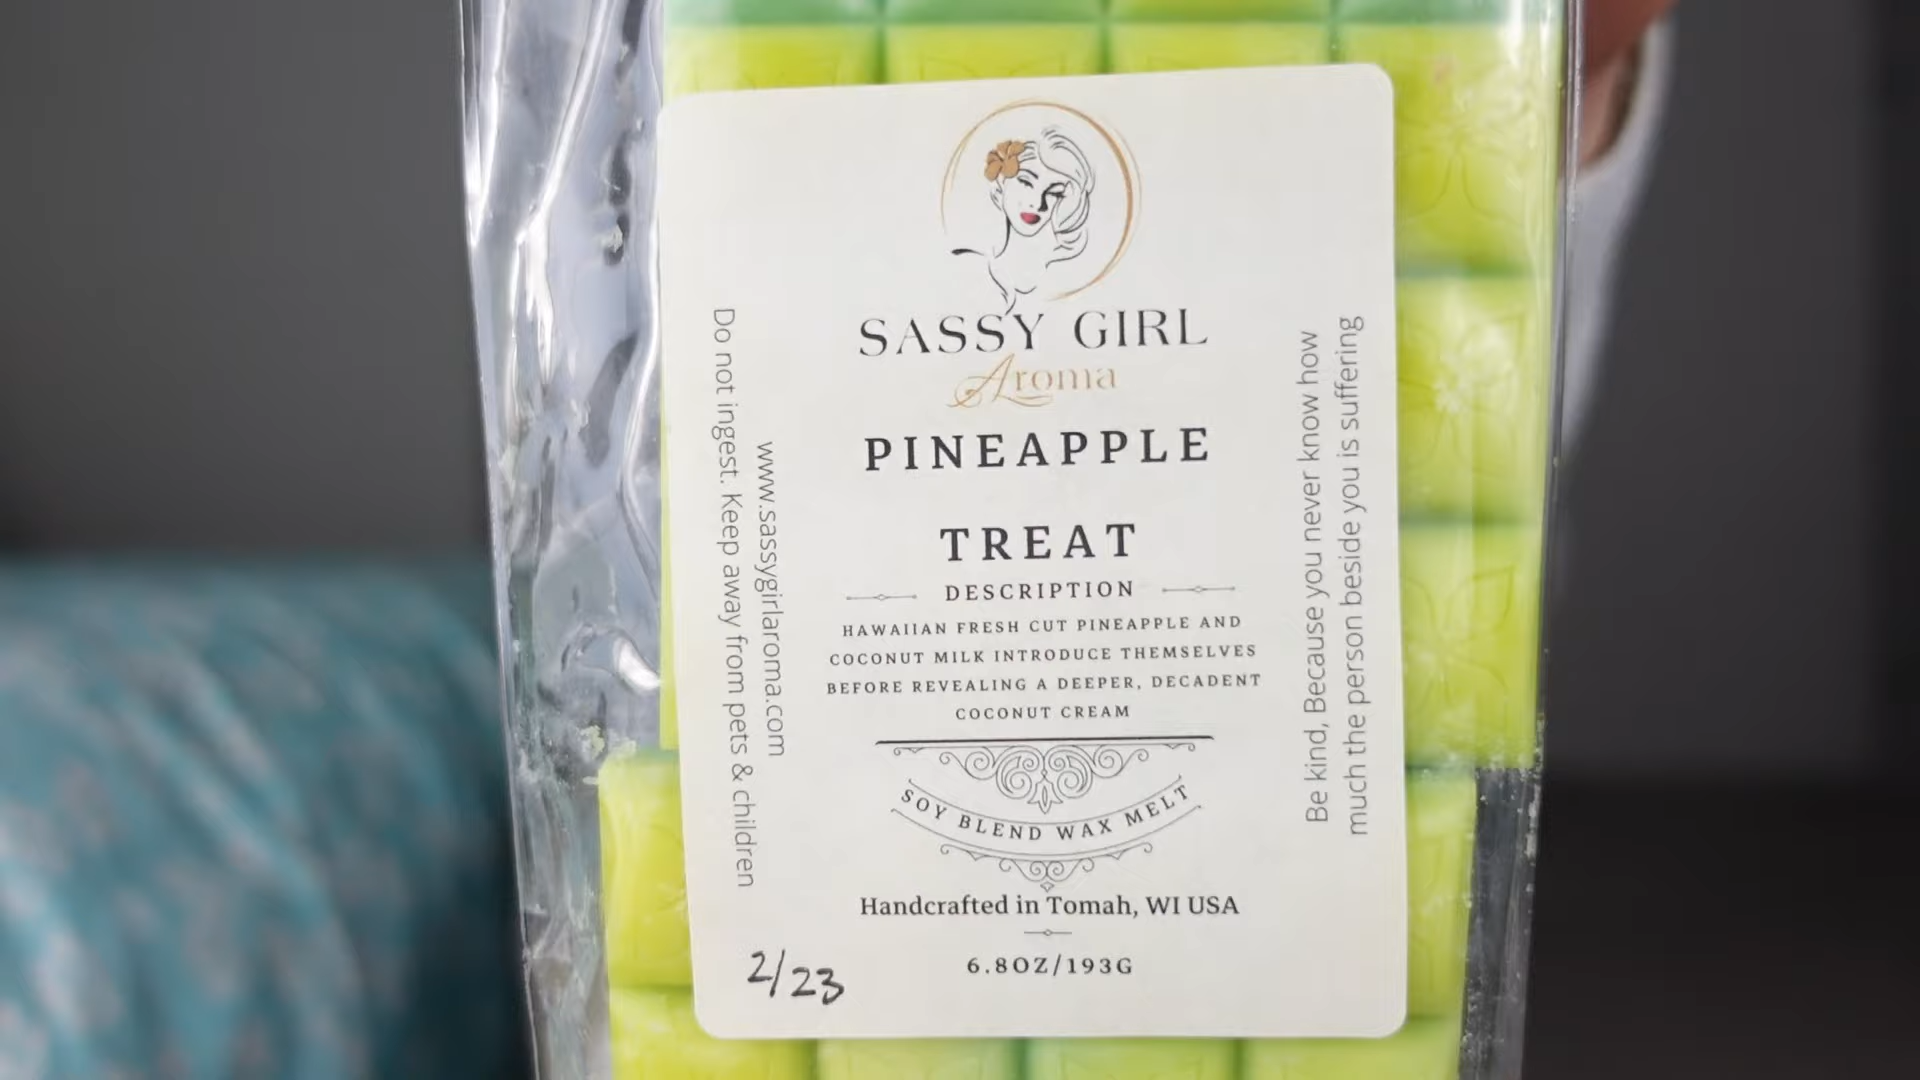 SASSY GIRL
Aroma
PINEAPPLE
TREAT
DESCRIPTION
HAWAIIAN FRESH CUT PINEAPPLE AND
COCONUT MILK INTRODUCE THEMSELVES
BEFORE REVEALING A DEEPER, DECADENT
COCONUT CREAM
SOY BLEND WAX MELT
Handcrafted in Tomah, WI USA
6.8OZ/193G
2/23
www.sassygirlaroma.com
Do not ingest. Keep away from pets & children
Be kind, Because you never know how
much the person beside you is suffering